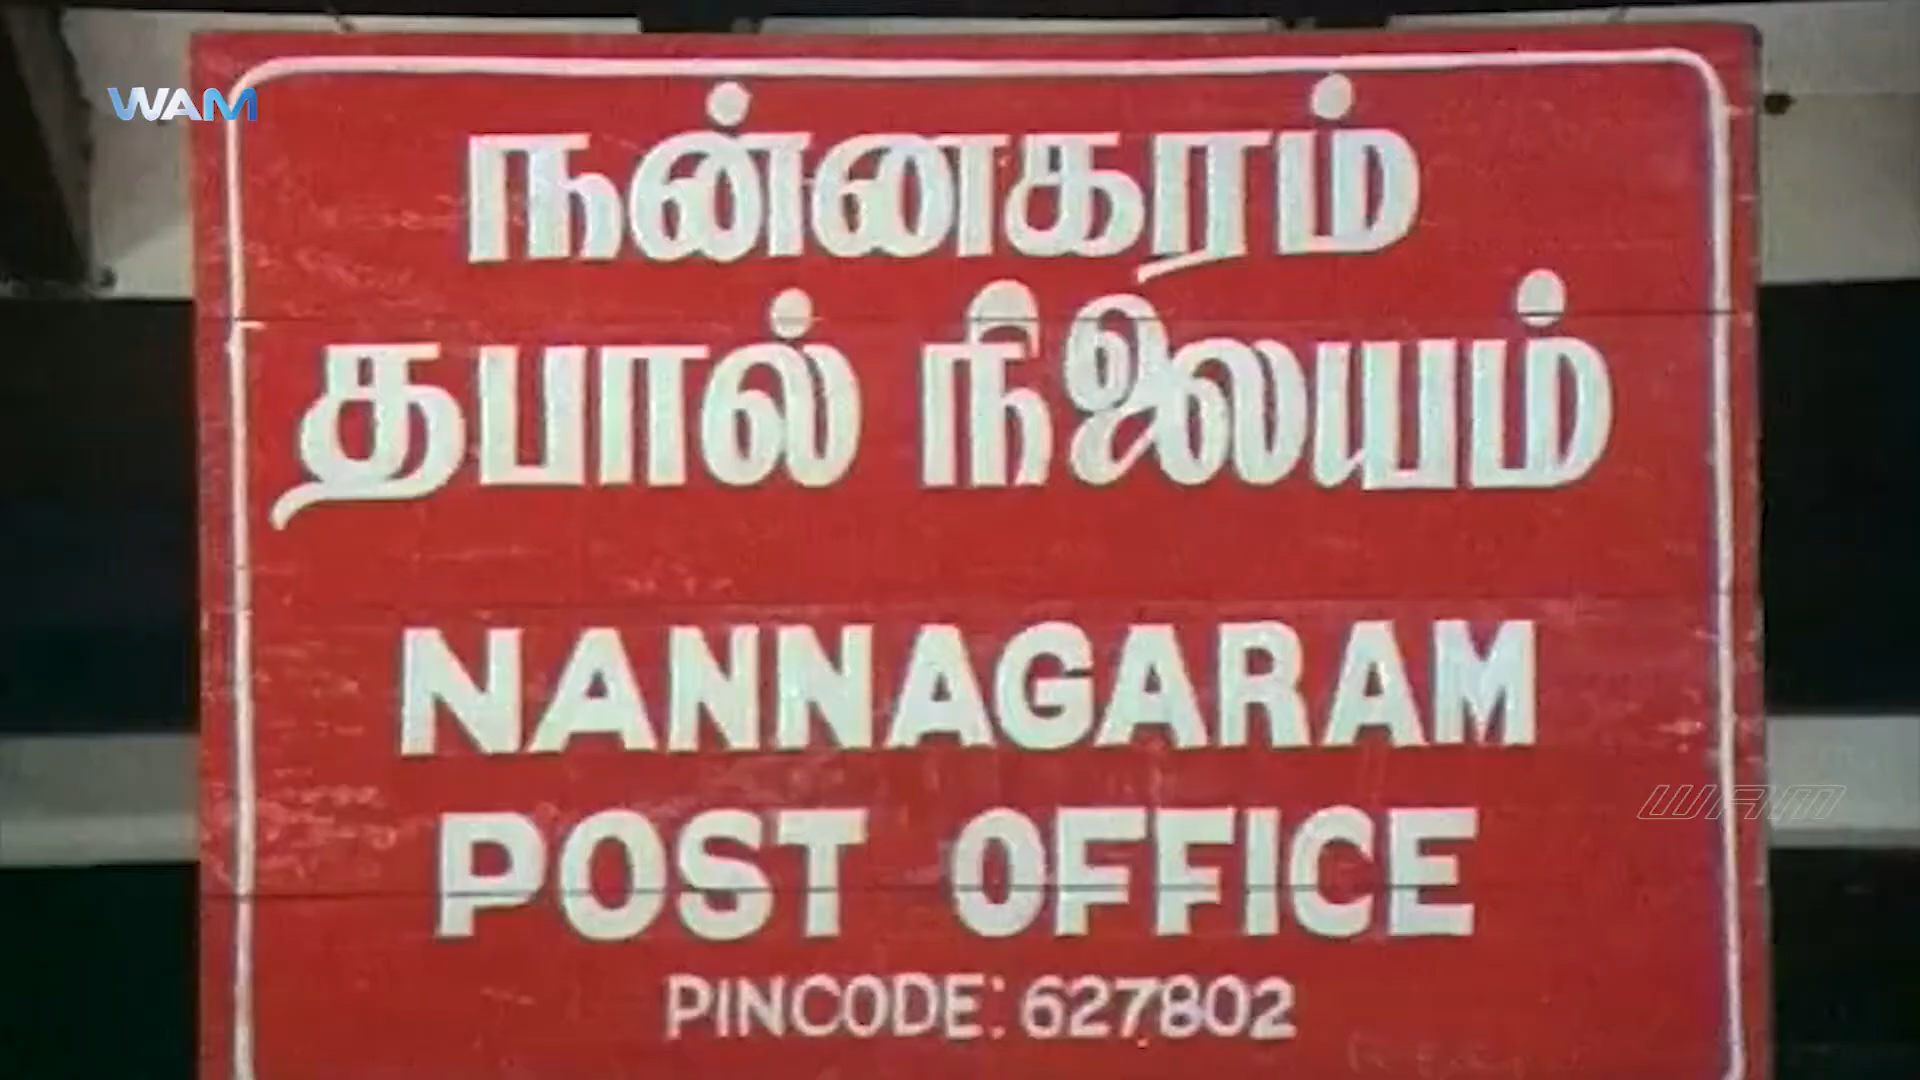 WAM
நன்னகரம்
தபால் நிலையம்
NANNAGARAM
POST OFFICE
WAM
PINCODE: 627802